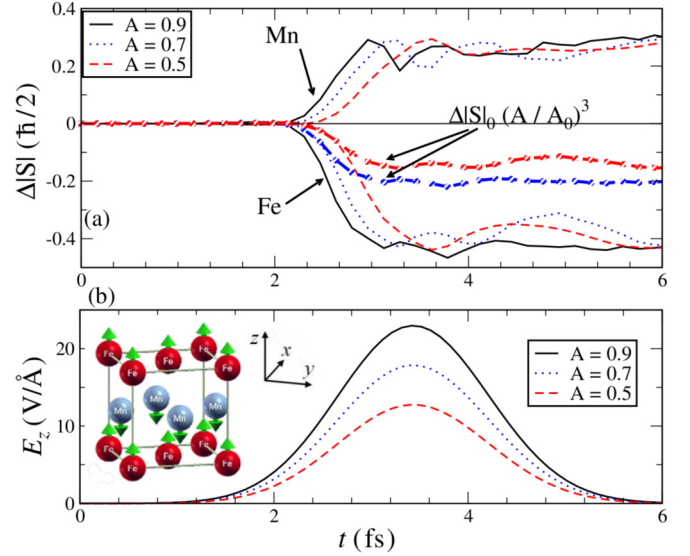 0.4
A = 0.9
A = 0.7
A = 0.5
Mn
0.2
Δ|S| (ħ/2)
0
Δ|S|₀ (A / A₀)³
-0.2
Fe
(a)
-0.4
0
2
4
6
(b)
20
z
x
y
A = 0.9
A = 0.7
A = 0.5
Fe
Fe
Fe
Fe
Fe
Mn
Mn
Mn
Mn
Fe
Fe
Fe
Fe
Fe
E_z (V/Å)
10
0
0
2
4
6
t (fs)